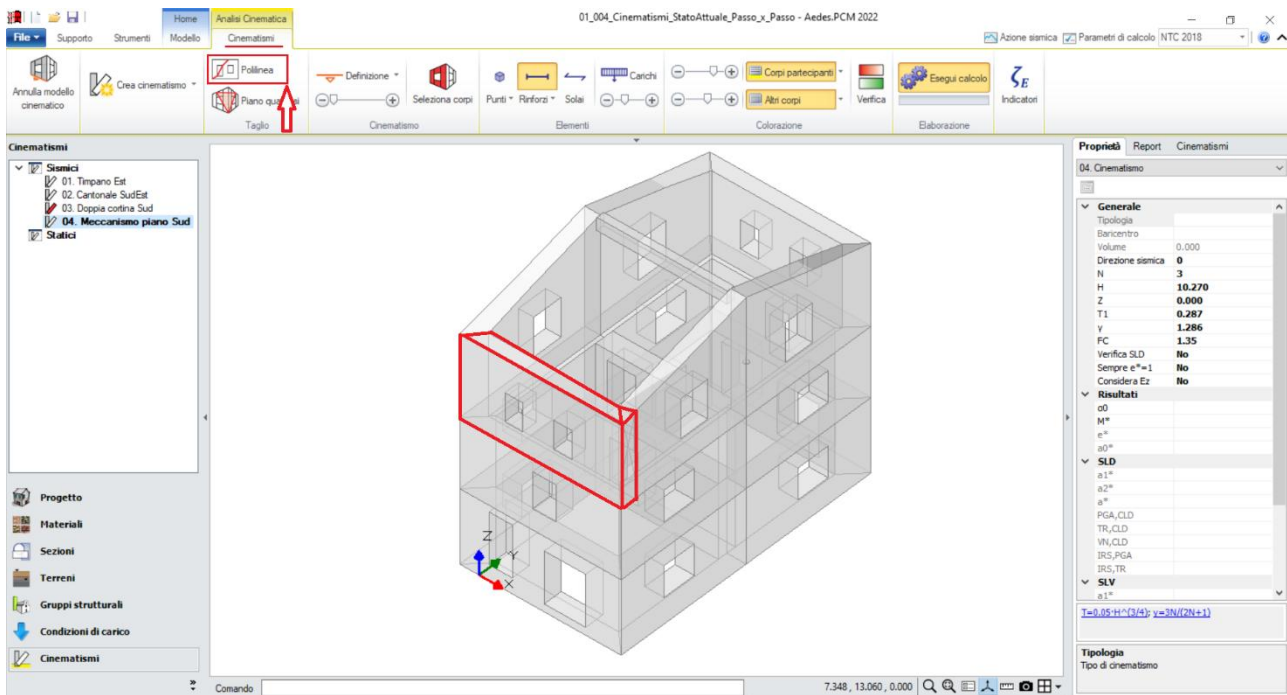 Home
Analisi Cinematica
01_004_Cinematismi_StatoAttuale_Passo_x_Passo - Aedes.PCM 2022
File
Supporto
Strumenti
Modello
Cinematismi
Azione sismica
Parametri di calcolo
NTC 2018
Annulla modello cinematico
Crea cinematismo
Polilinea
Piano qu
Taglio
Definizione
Seleziona corpi
Cinematismo
Punti
Rinforzi
Solai
Carichi
Elementi
Corpi partecipanti
Altri corpi
Colorazione
Verifica
Esegui calcolo
Elaborazione
ζE
Indicatori
Cinematismi
Sismici
01. Timpano Est
02. Cantonale SudEst
03. Doppia cortina Sud
04. Meccanismo piano Sud
Statici
Progetto
Materiali
Sezioni
Terreni
Gruppi strutturali
Condizioni di carico
Cinematismi
Z
Y
X
Comando
7.348 , 13.060 , 0.000
Proprietà
Report
Cinematismi
04. Cinematismo
Generale
Tipologia
Baricentro
Volume 0.000
Direzione sismica 0
N 3
H 10.270
Z 0.000
T1 0.287
γ 1.286
FC 1.35
Verifica SLD No
Sempre e*=1 No
Considera Ez No
Risultati
α0
M*
e*
a0*
SLD
a1*
a2*
a*
PGA,CLD
TR,CLD
VN,CLD
IRS,PGA
IRS,TR
SLV
a1*
T=0.05·H^(3/4); γ=3N/(2N+1)
Tipologia
Tipo di cinematismo